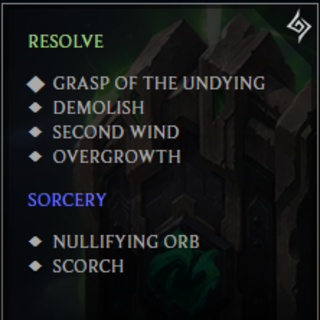 RESOLVE
GRASP OF THE UNDYING
DEMOLISH
SECOND WIND
OVERGROWTH
SORCERY
NULLIFYING ORB
SCORCH